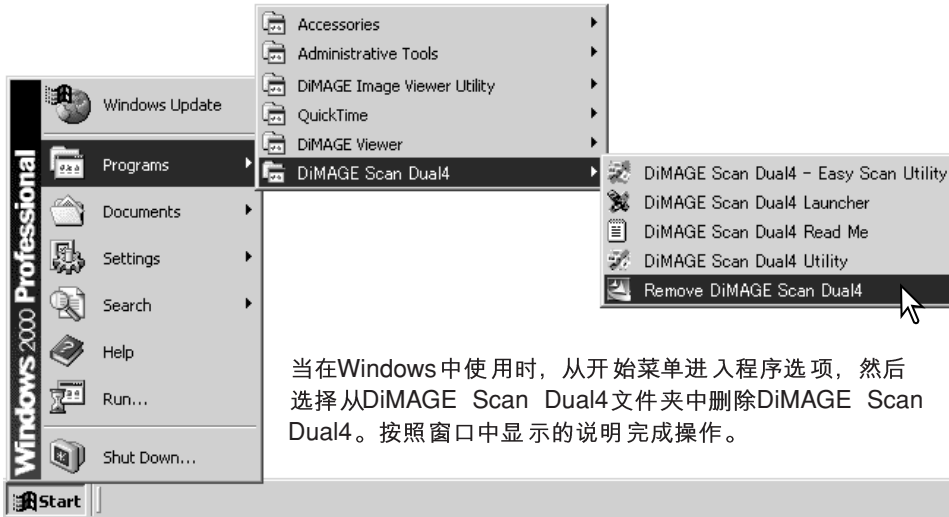 Accessories
Administrative Tools
DiMAGE Image Viewer Utility
QuickTime
DiMAGE Viewer
DiMAGE Scan Dual4
Windows 2000 Professional
Windows Update
Programs
Documents
Settings
Search
Help
Run...
Shut Down...
DiMAGE Scan Dual4 - Easy Scan Utility
DiMAGE Scan Dual4 Launcher
DiMAGE Scan Dual4 Read Me
DiMAGE Scan Dual4 Utility
Remove DiMAGE Scan Dual4
当在Windows中使用时，从开始菜单进入程序选项，然后
选择从DiMAGE Scan Dual4文件夹中删除DiMAGE Scan
Dual4。按照窗口中显示的说明完成操作。
Start